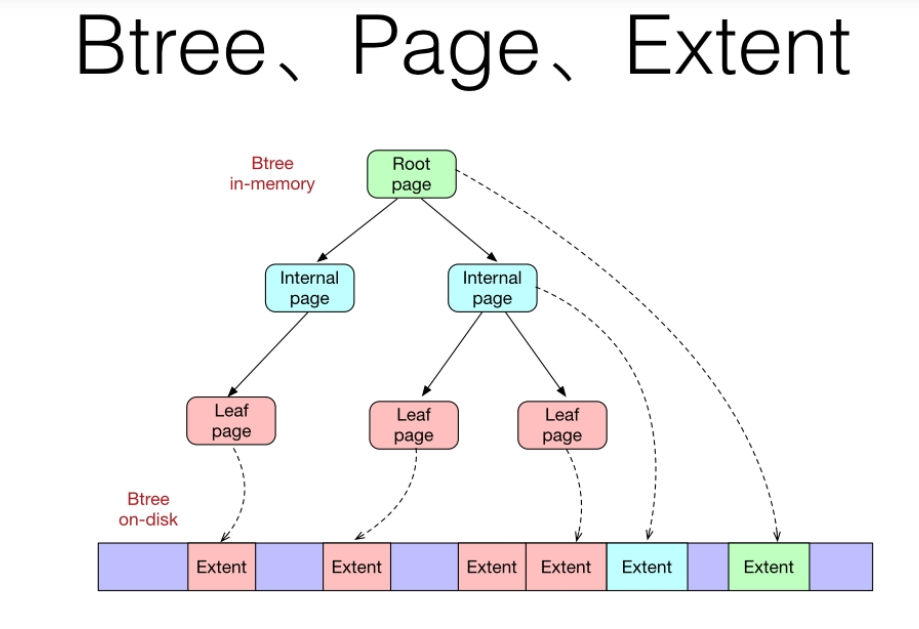 Btree、Page、Extent
Btree
in-memory
Root
page
Internal
page
Internal
page
Leaf
page
Leaf
page
Leaf
page
Btree
on-disk
Extent
Extent
Extent
Extent
Extent
Extent